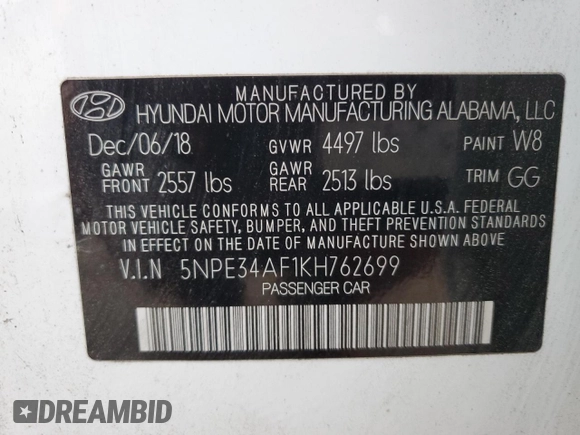 MANUFACTURED BY
HYUNDAI MOTOR MANUFACTURING ALABAMA, LLC
Dec/06/18 GVWR 4497 lbs PAINT W8
GAWR FRONT 2557 lbs GAWR REAR 2513 lbs TRIM GG
THIS VEHICLE CONFORMS TO ALL APPLICABLE U.S.A. FEDERAL
MOTOR VEHICLE SAFETY, BUMPER, AND THEFT PREVENTION STANDARDS
IN EFFECT ON THE DATE OF MANUFACTURE SHOWN ABOVE
V.I.N 5NPE34AF1KH762699
PASSENGER CAR
DREAMBID